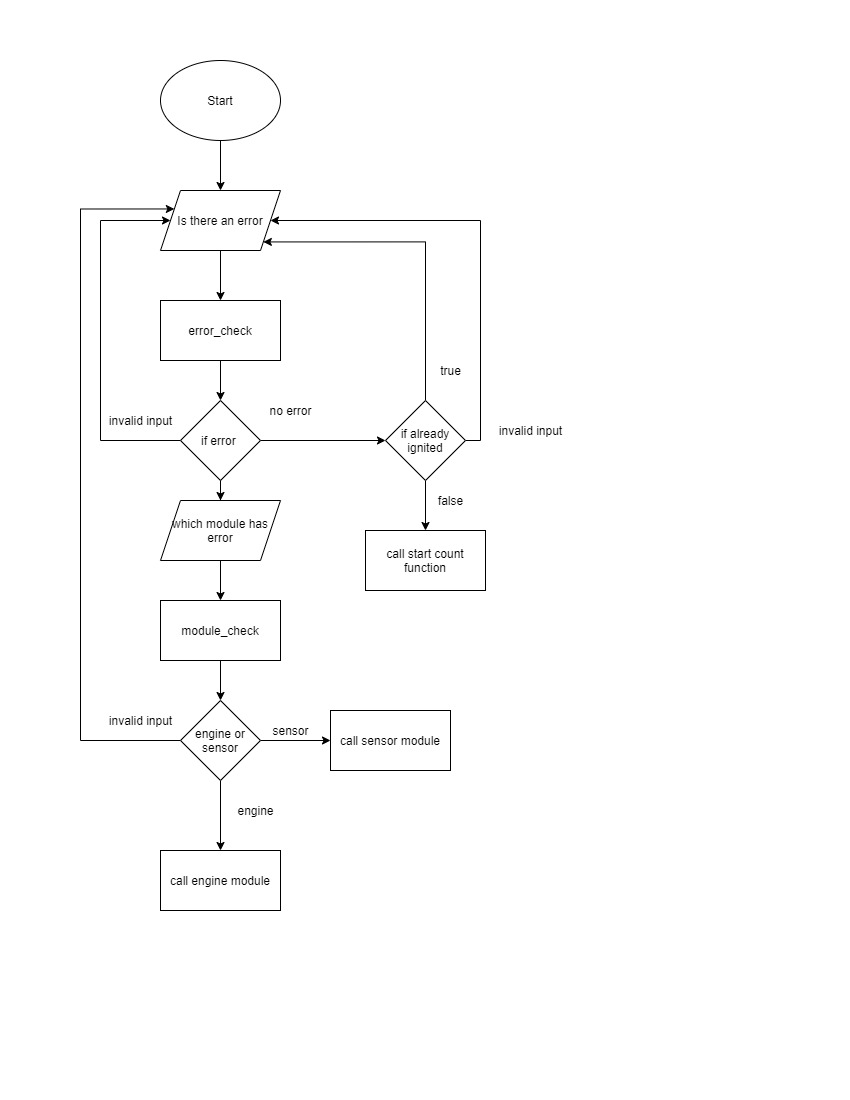 Start
Is there an error
error_check
true
no error
invalid input
if error
if already
ignited
invalid input
false
which module has
error
call start count
function
module_check
invalid input
engine or
sensor
sensor
call sensor module
engine
call engine module